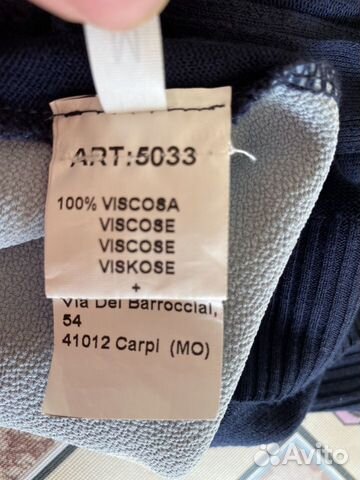 M
ART:5033
100% VISCOSA
VISCOSE
VISCOSE
VISKOSE
+
Via Dei Barrocciai,
54
41012 Carpi (MO)
Avito